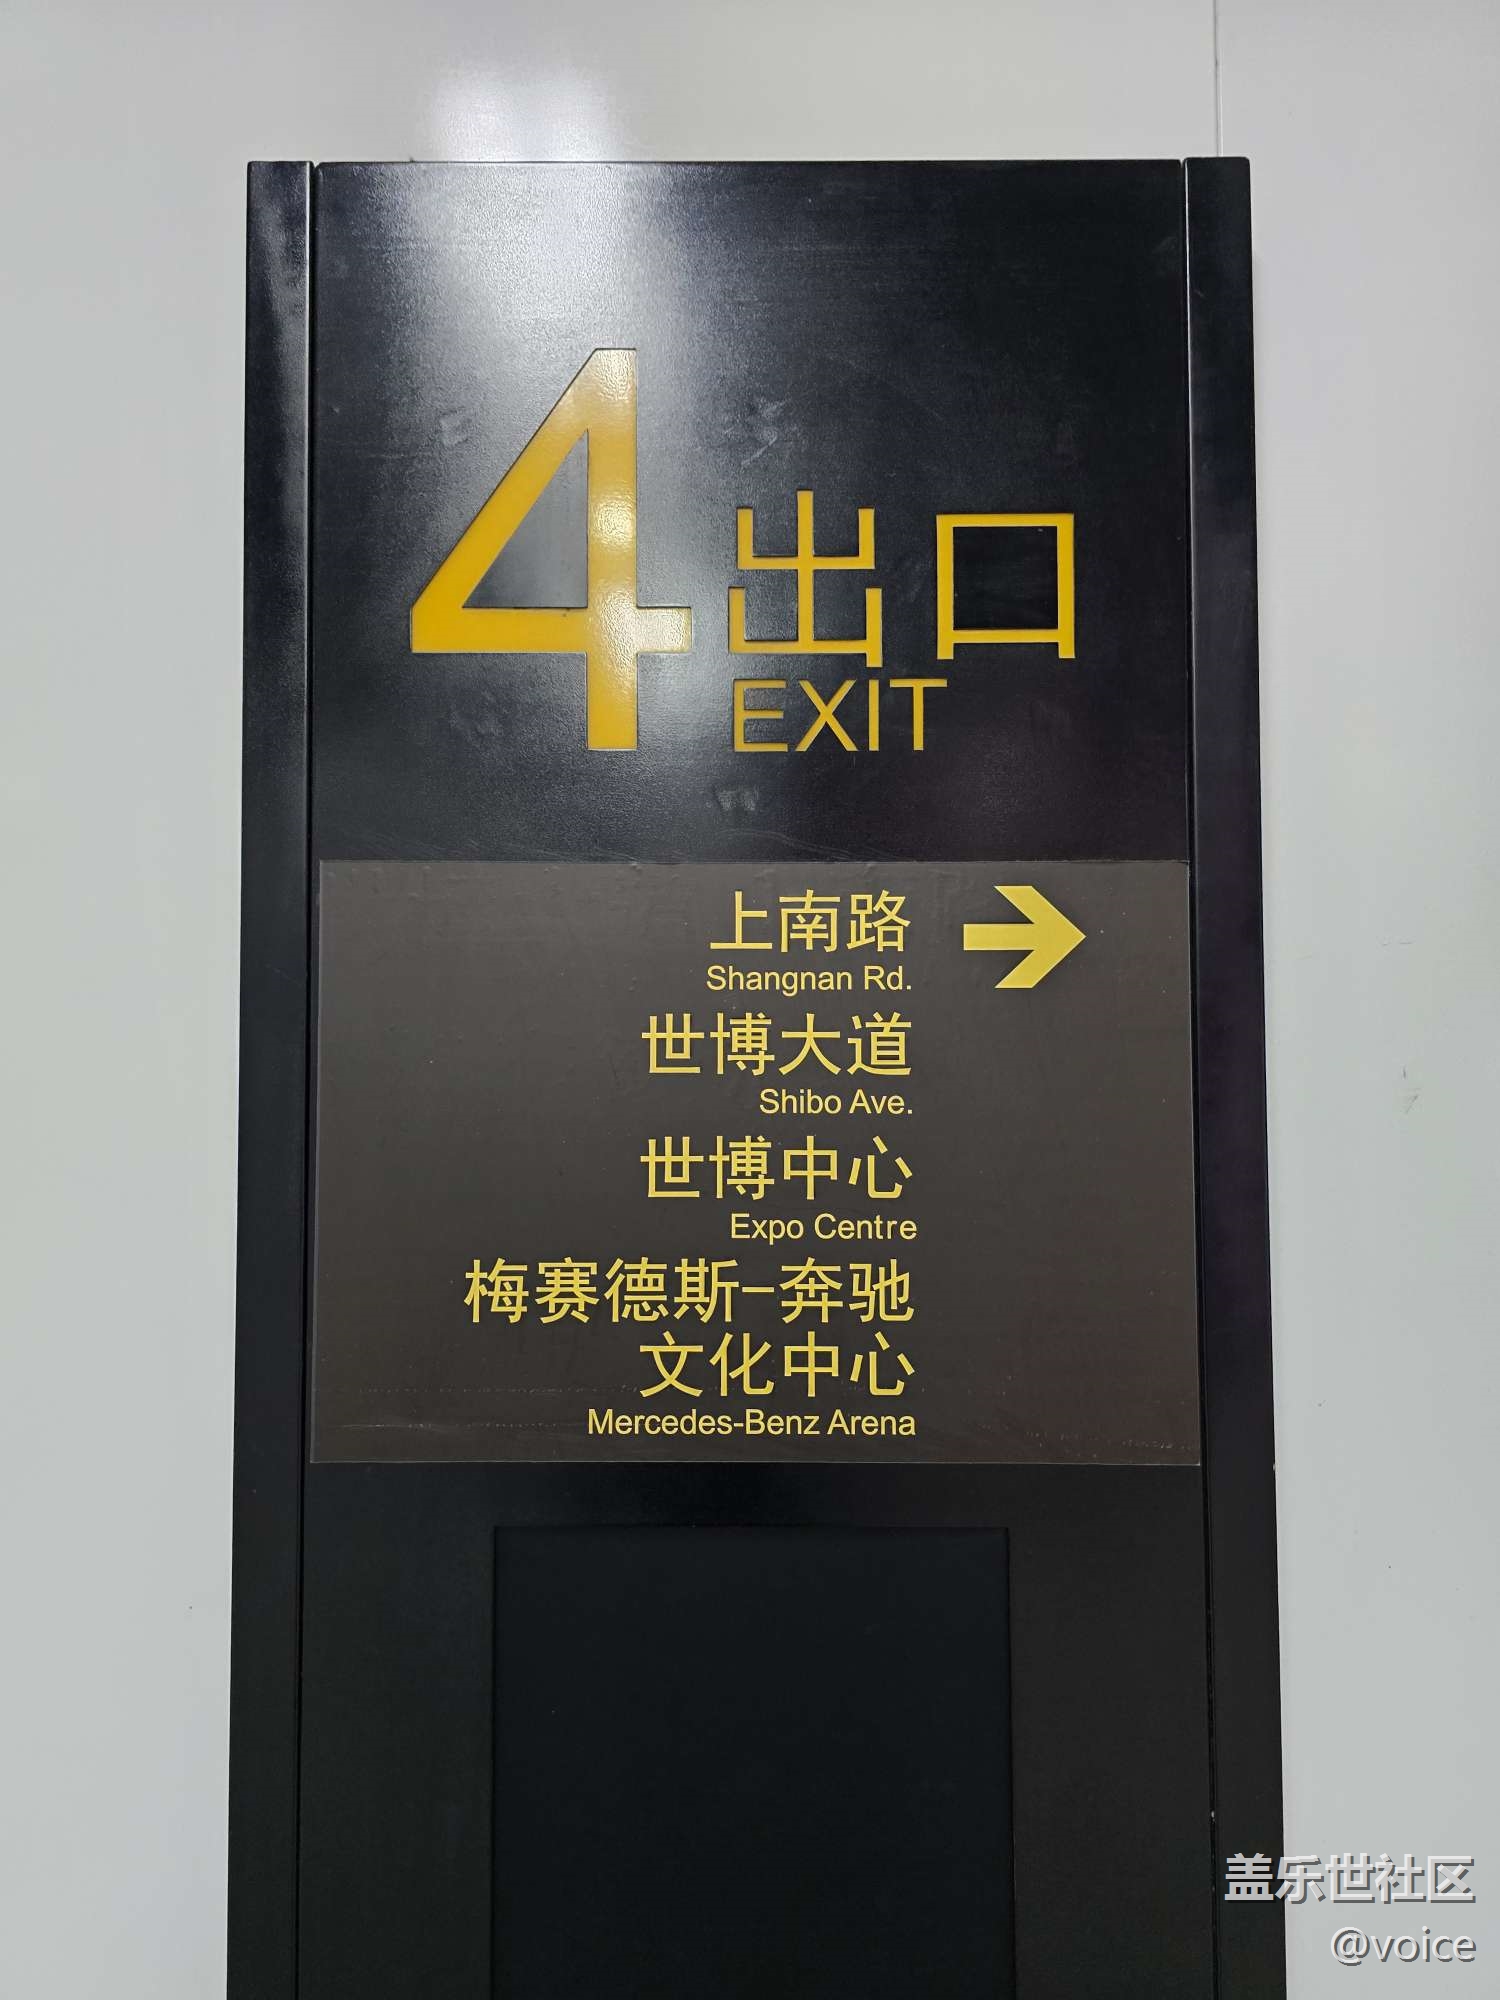 4 出口
EXIT
上南路
Shangnan Rd.
世博大道
Shibo Ave.
世博中心
Expo Centre
梅赛德斯-奔驰
文化中心
Mercedes-Benz Arena
盖乐世社区
@voice